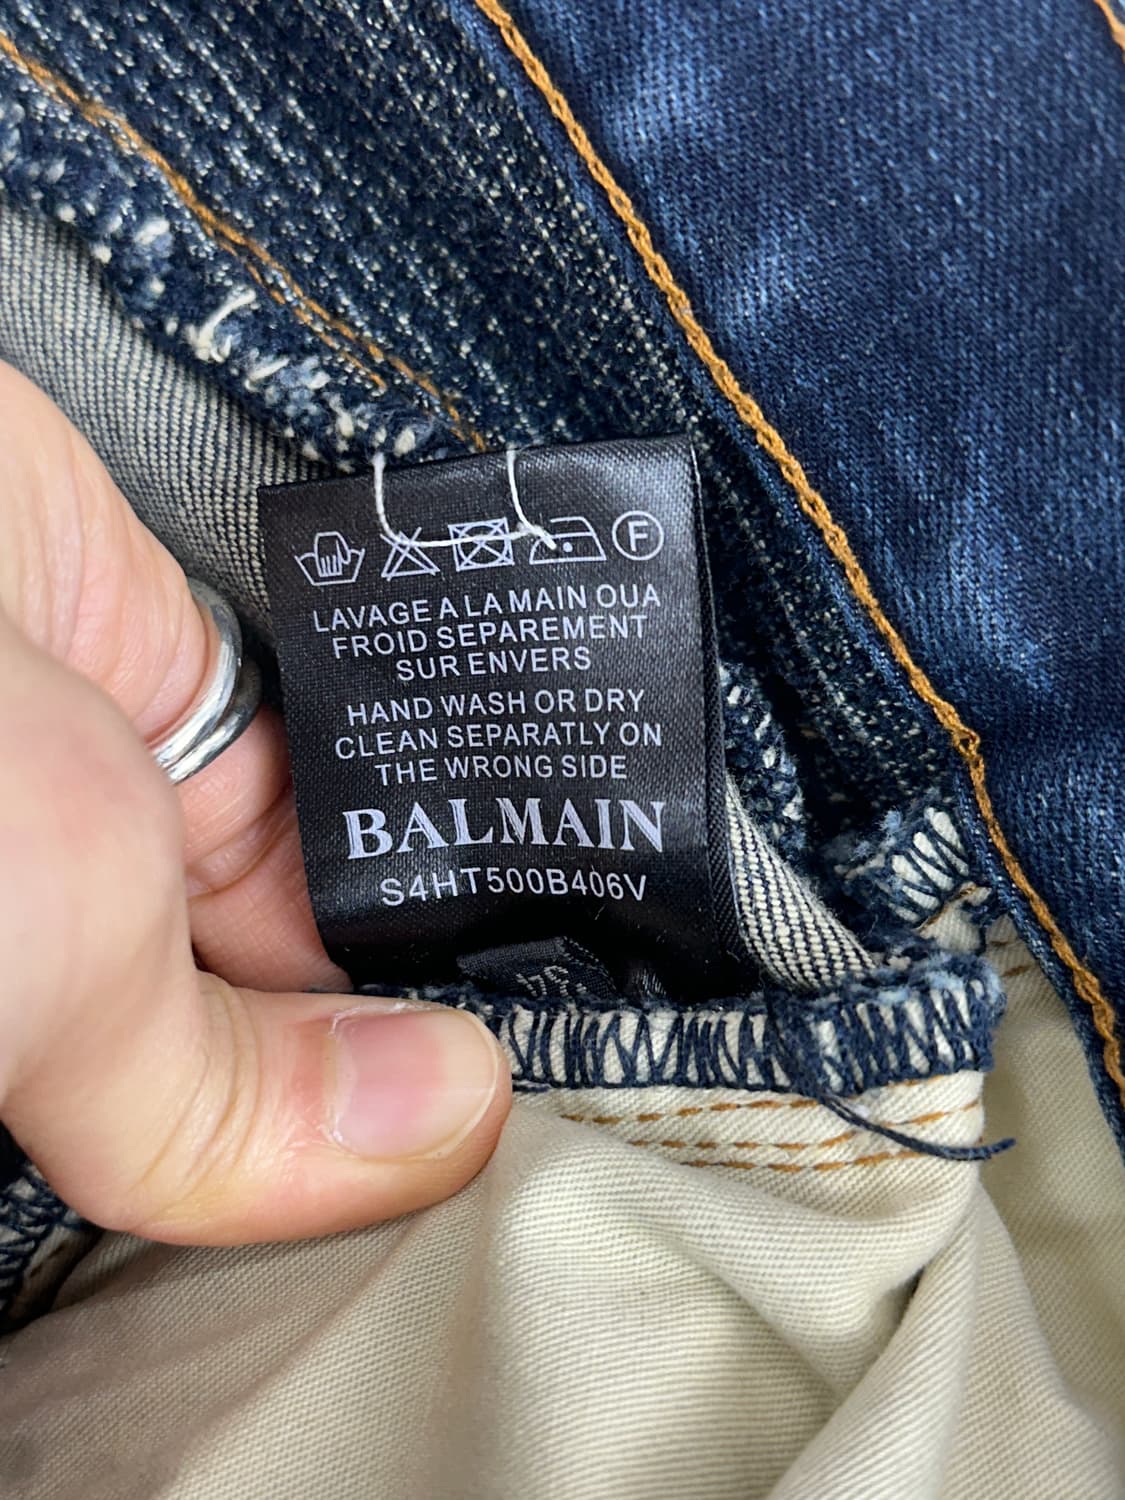 F
LAVAGE A LA MAIN OUA
FROID SEPAREMENT
SUR ENVERS
HAND WASH OR DRY
CLEAN SEPARATLY ON
THE WRONG SIDE
BALMAIN
S4HT500B406V